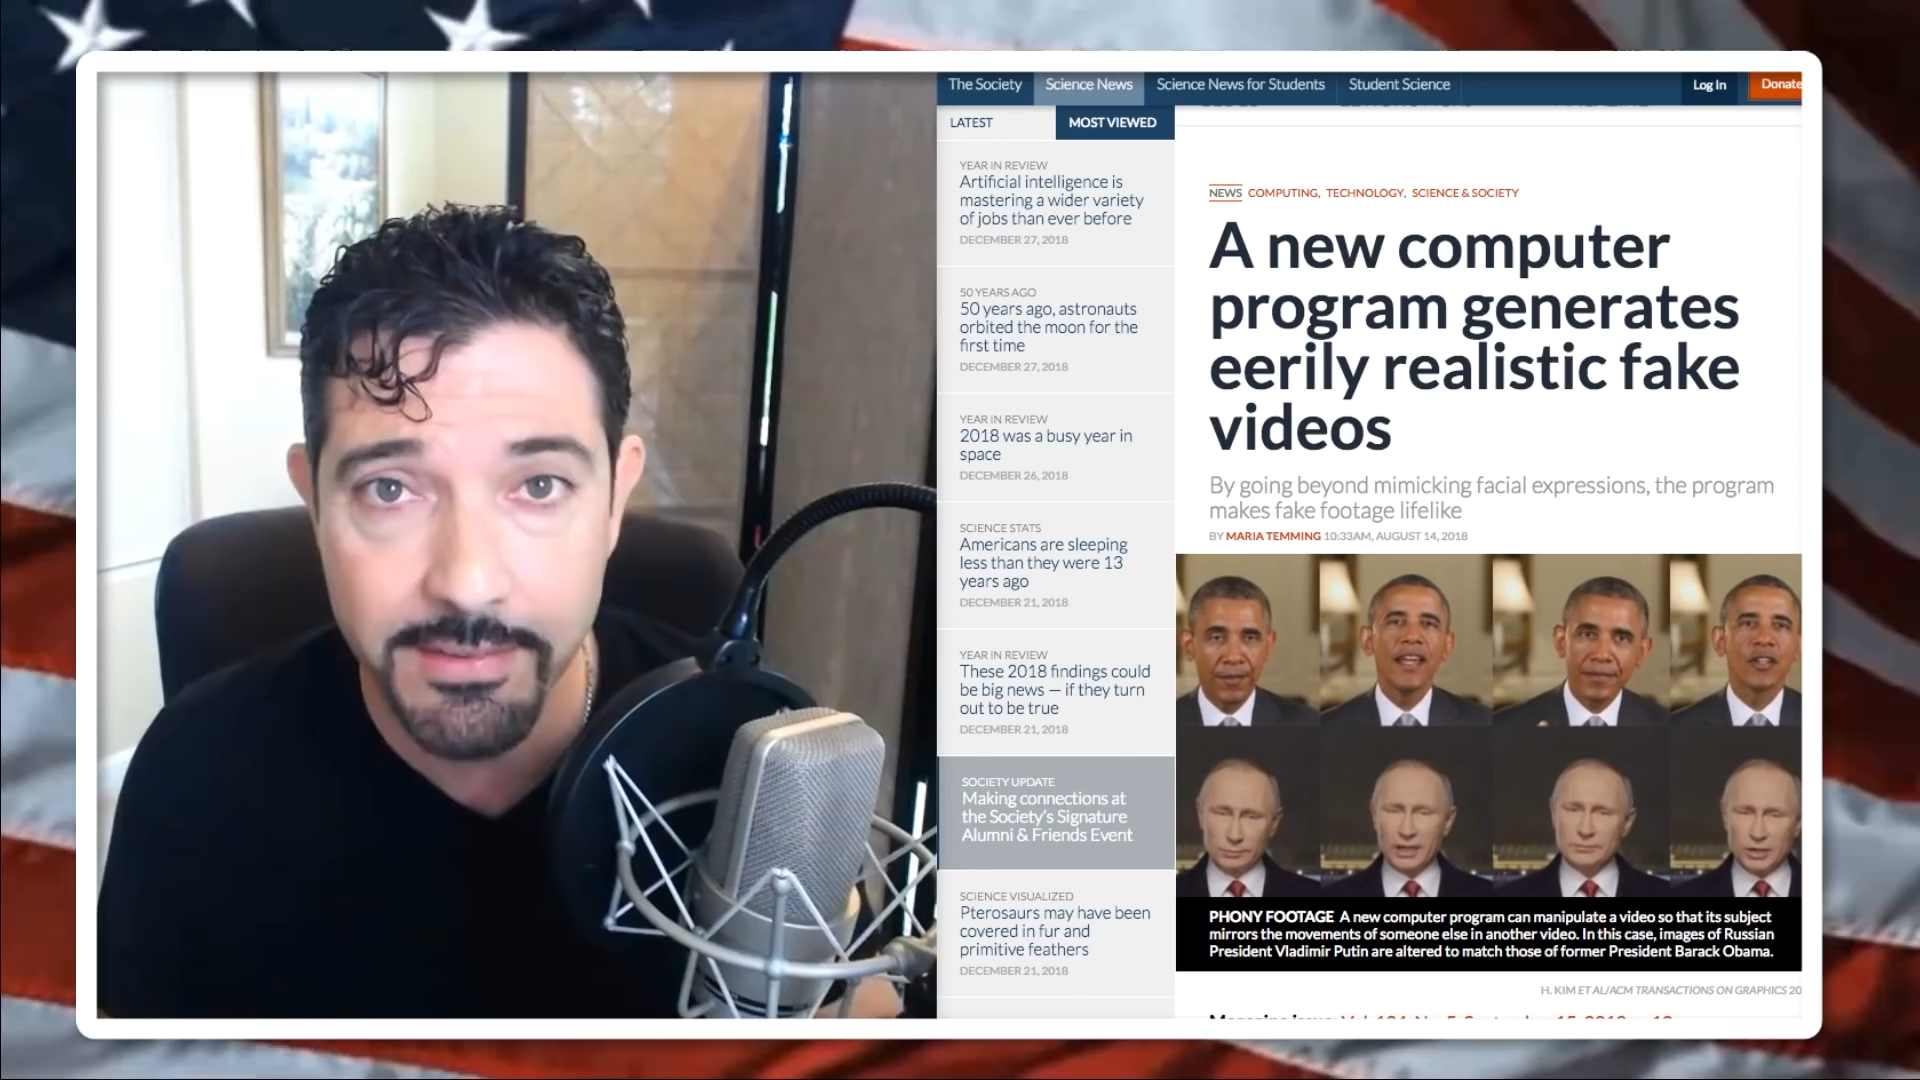 The Society
Science News
Science News for Students
Student Science
Log In
Donate
LATEST
MOST VIEWED
YEAR IN REVIEW
Artificial intelligence is
mastering a wider variety
of jobs than ever before
DECEMBER 27, 2018
50 YEARS AGO
50 years ago, astronauts
orbited the moon for the
first time
DECEMBER 27, 2018
YEAR IN REVIEW
2018 was a busy year in
space
DECEMBER 26, 2018
SCIENCE STATS
Americans are sleeping
less than they were 13
years ago
DECEMBER 21, 2018
YEAR IN REVIEW
These 2018 findings could
be big news — if they turn
out to be true
DECEMBER 21, 2018
SOCIETY UPDATE
Making connections at
the Society's Signature
Alumni & Friends Event
SCIENCE VISUALIZED
Pterosaurs may have been
covered in fur and
primitive feathers
DECEMBER 21, 2018
NEWS COMPUTING, TECHNOLOGY, SCIENCE & SOCIETY
A new computer
program generates
eerily realistic fake
videos
By going beyond mimicking facial expressions, the program
makes fake footage lifelike
BY MARIA TEMMING 10:33AM, AUGUST 14, 2018
PHONY FOOTAGE A new computer program can manipulate a video so that its subject
mirrors the movements of someone else in another video. In this case, images of Russian
President Vladimir Putin are altered to match those of former President Barack Obama.
H. KIM ET AL/ACM TRANSACTIONS ON GRAPHICS 20